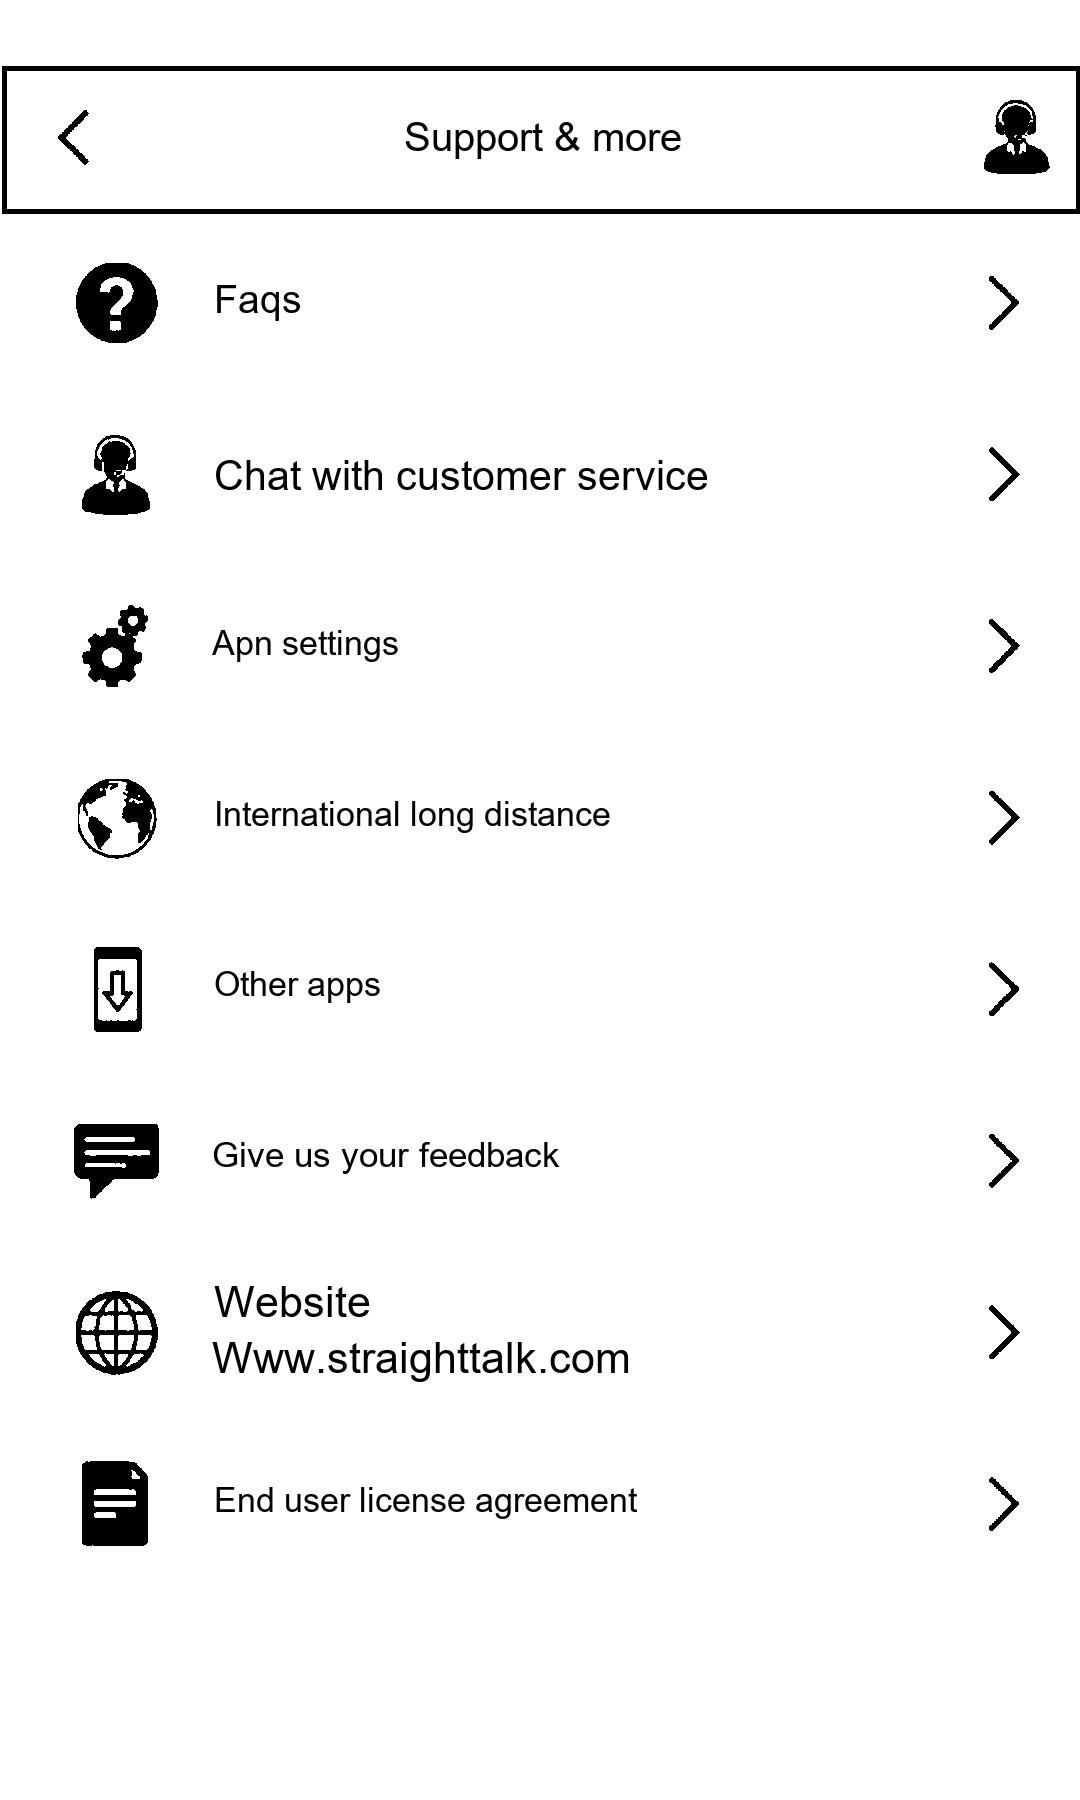 Support & more
Faqs
Chat with customer service
Apn settings
International long distance
Other apps
Give us your feedback
Website
Www.straighttalk.com
End user license agreement